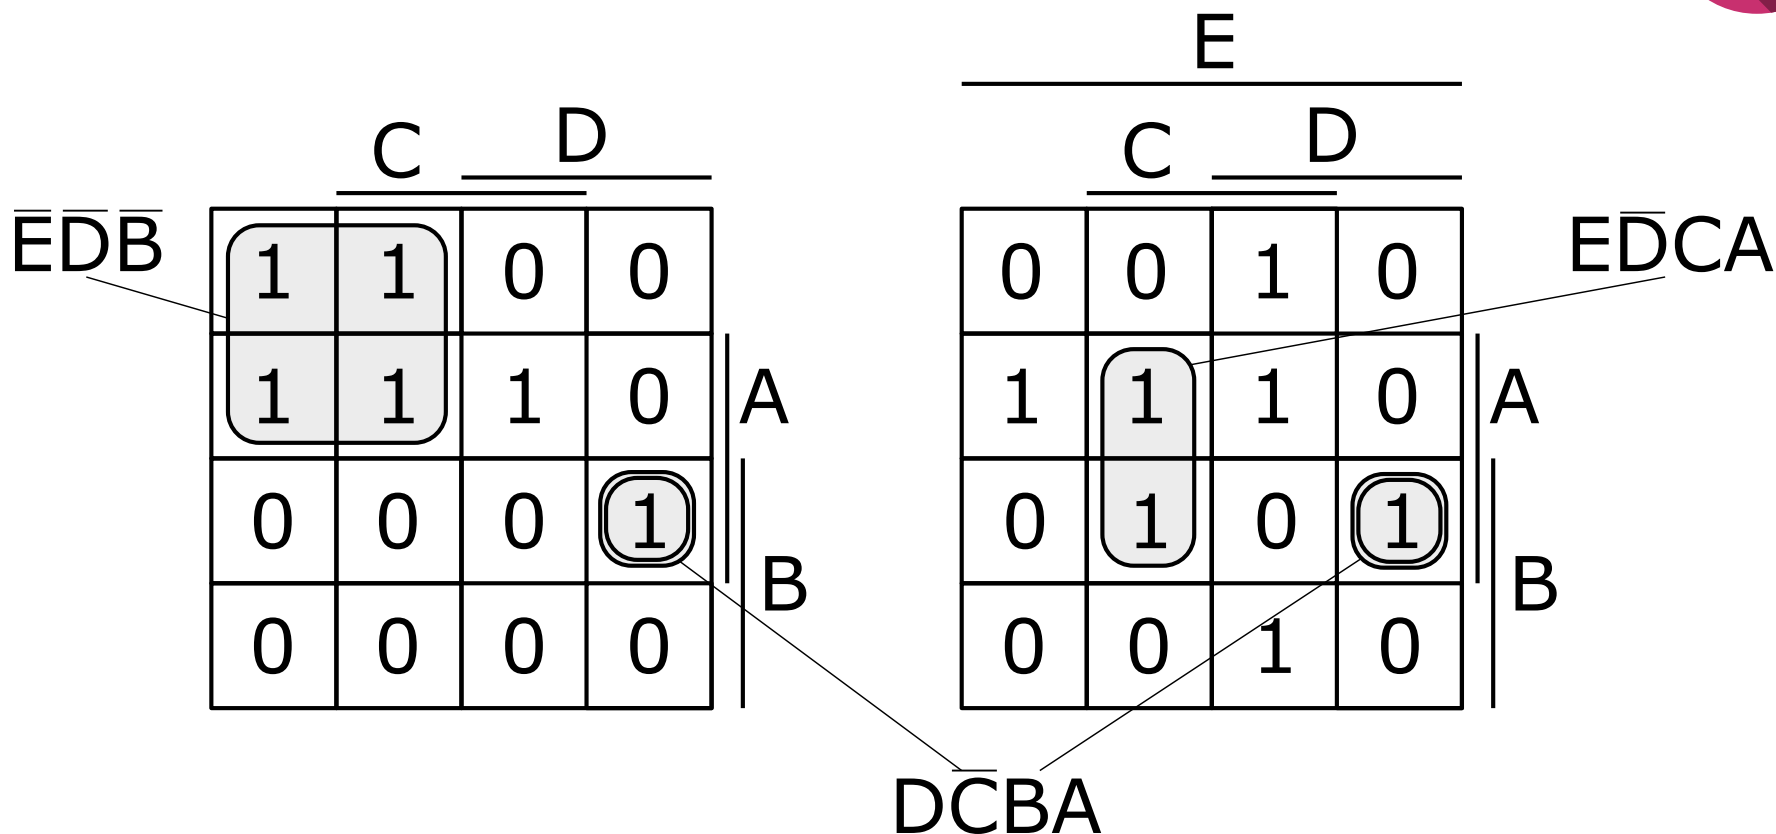 E
C D C D
E̅D̅B̅ 1 1 0 0 0 0 1 0 ED̅CA
1 1 1 0 A 1 1 1 0 A
0 0 0 1 0 1 0 1
B B
0 0 0 0 0 0 1 0
DC̅BA